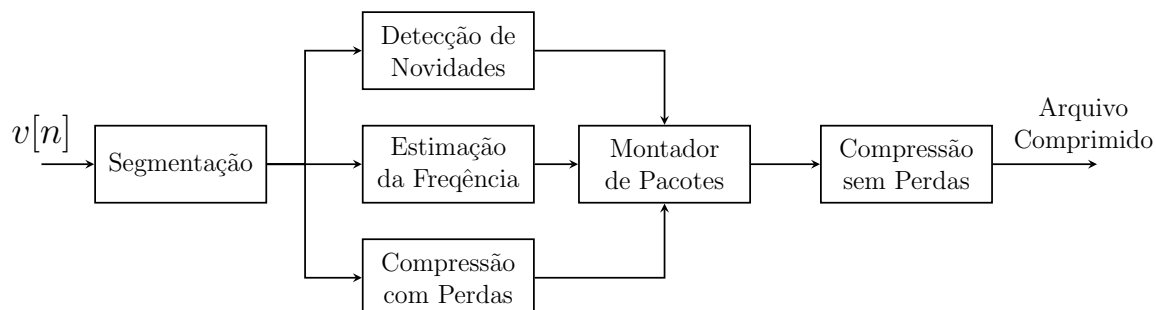 v[n]
Segmentação
Detecção de
Novidades
Estimação
da Freqência
Compressão
com Perdas
Montador
de Pacotes
Compressão
sem Perdas
Arquivo
Comprimido